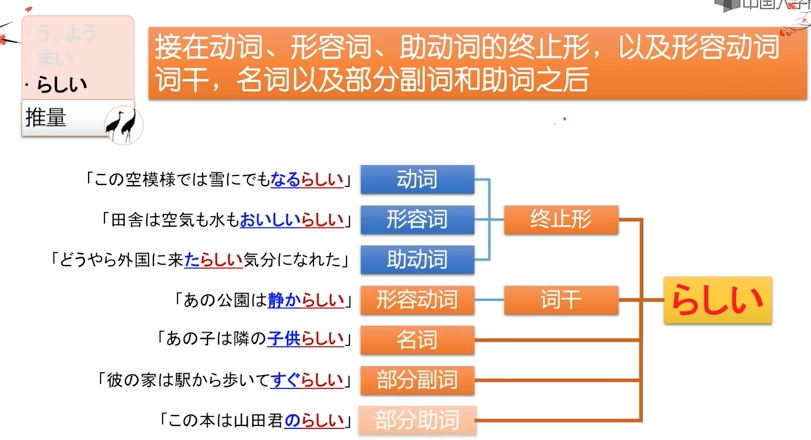 · う、よう
· まい
· らしい
推量
接在动词、形容词、助动词的终止形，以及形容动词
词干，名词以及部分副词和助词之后
「この空模様では雪にでもなるらしい」 动词
「田舎は空気も水もおいしいらしい」 形容词 终止形
「どうやら外国に来たらしい気分になれた」 助动词
「あの公園は静からしい」 形容动词 词干 らしい
「あの子は隣の子供らしい」 名词
「彼の家は駅から歩いてすぐらしい」 部分副词
「この本は山田君のらしい」 部分助词